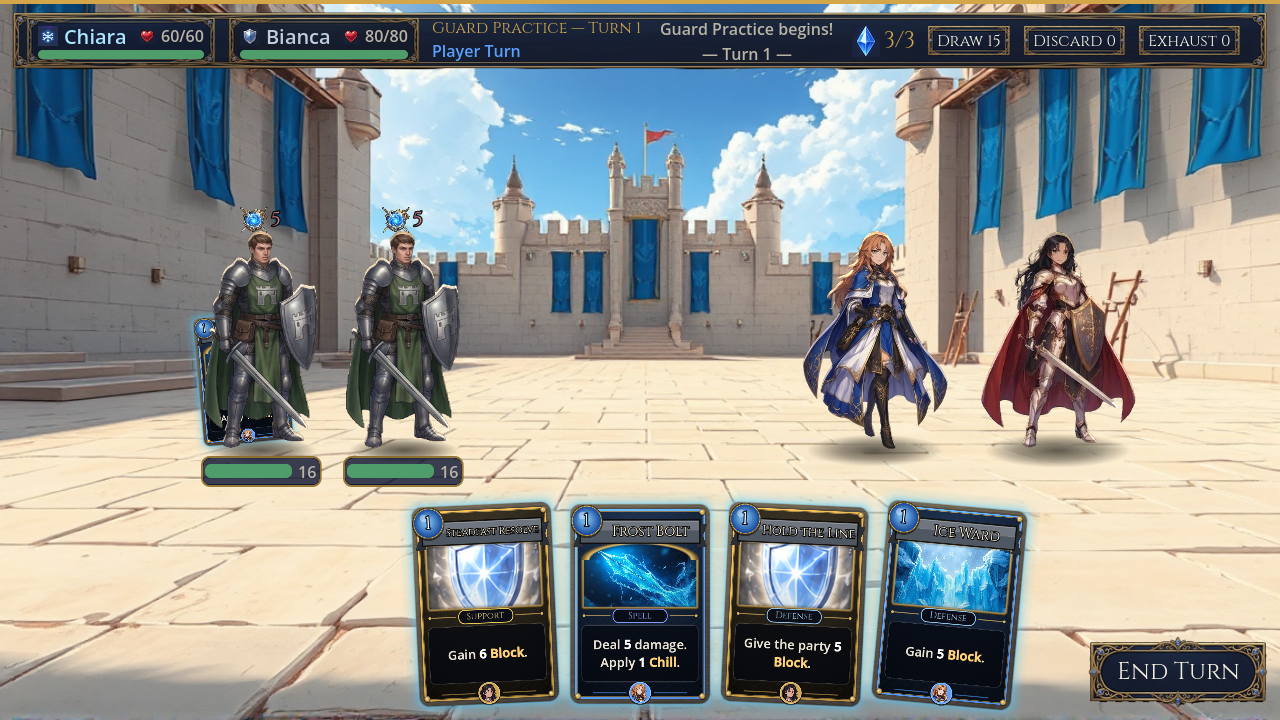 Chiara 60/60
Bianca 80/80
Guard Practice — Turn 1
Player Turn
Guard Practice begins!
— Turn 1 —
3/3
Draw 15
Discard 0
Exhaust 0
5
5
1
16
16
1
Steadfast Resolve
Support
Gain 6 Block.
1
Frost Bolt
Spell
Deal 5 damage.
Apply 1 Chill.
1
Hold the Line
Defense
Give the party 5
Block.
1
Ice Ward
Defense
Gain 5 Block.
End Turn